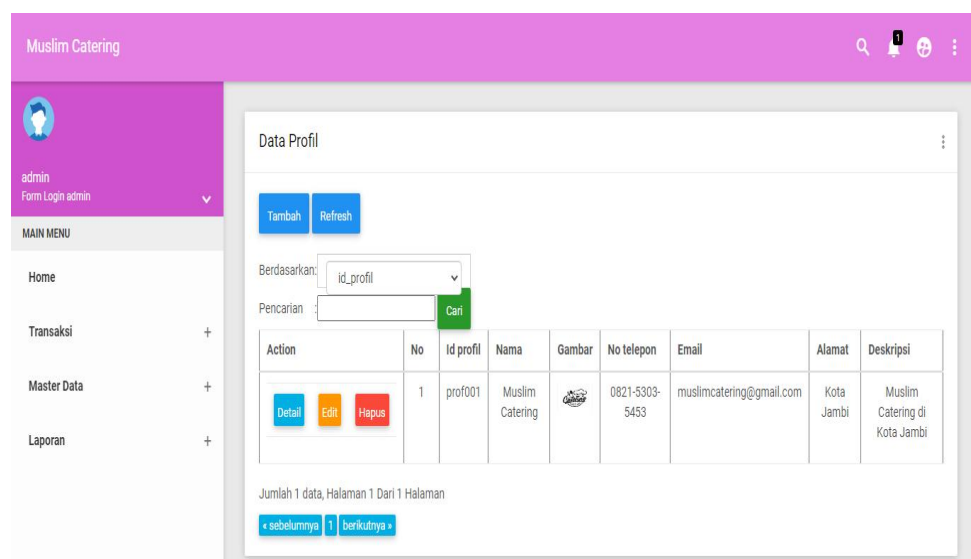 Muslim Catering
1
admin
Form Login admin
MAIN MENU
Home
Transaksi +
Master Data +
Laporan +
Data Profil
Tambah Refresh
Berdasarkan: id_profil
Pencarian : Cari
Action No Id profil Nama Gambar No telepon Email Alamat Deskripsi
Detail Edit Hapus 1 prof001 Muslim Catering 0821-5303- muslimcatering@gmail.com Kota Muslim
5453 Jambi Catering di
Kota Jambi
Jumlah 1 data, Halaman 1 Dari 1 Halaman
« sebelumnya 1 berikutnya »